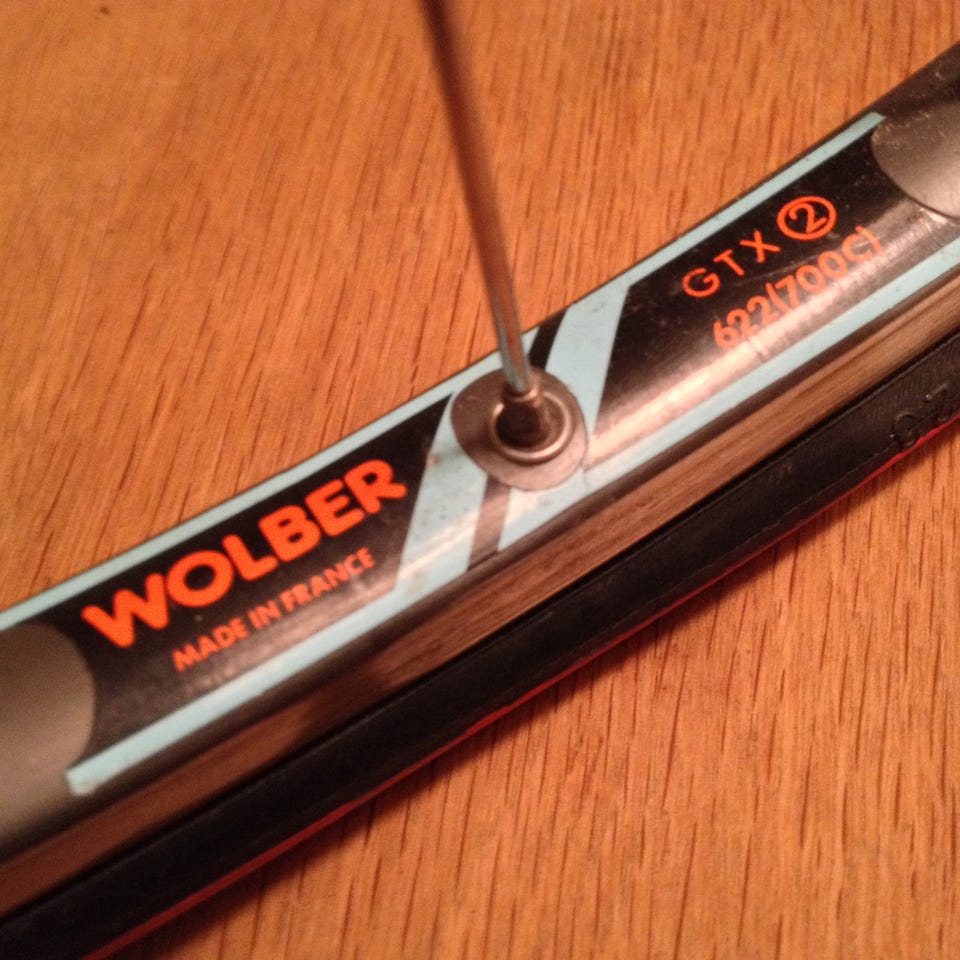 WOLBER
MADE IN FRANCE
GTX ②
622(700C)